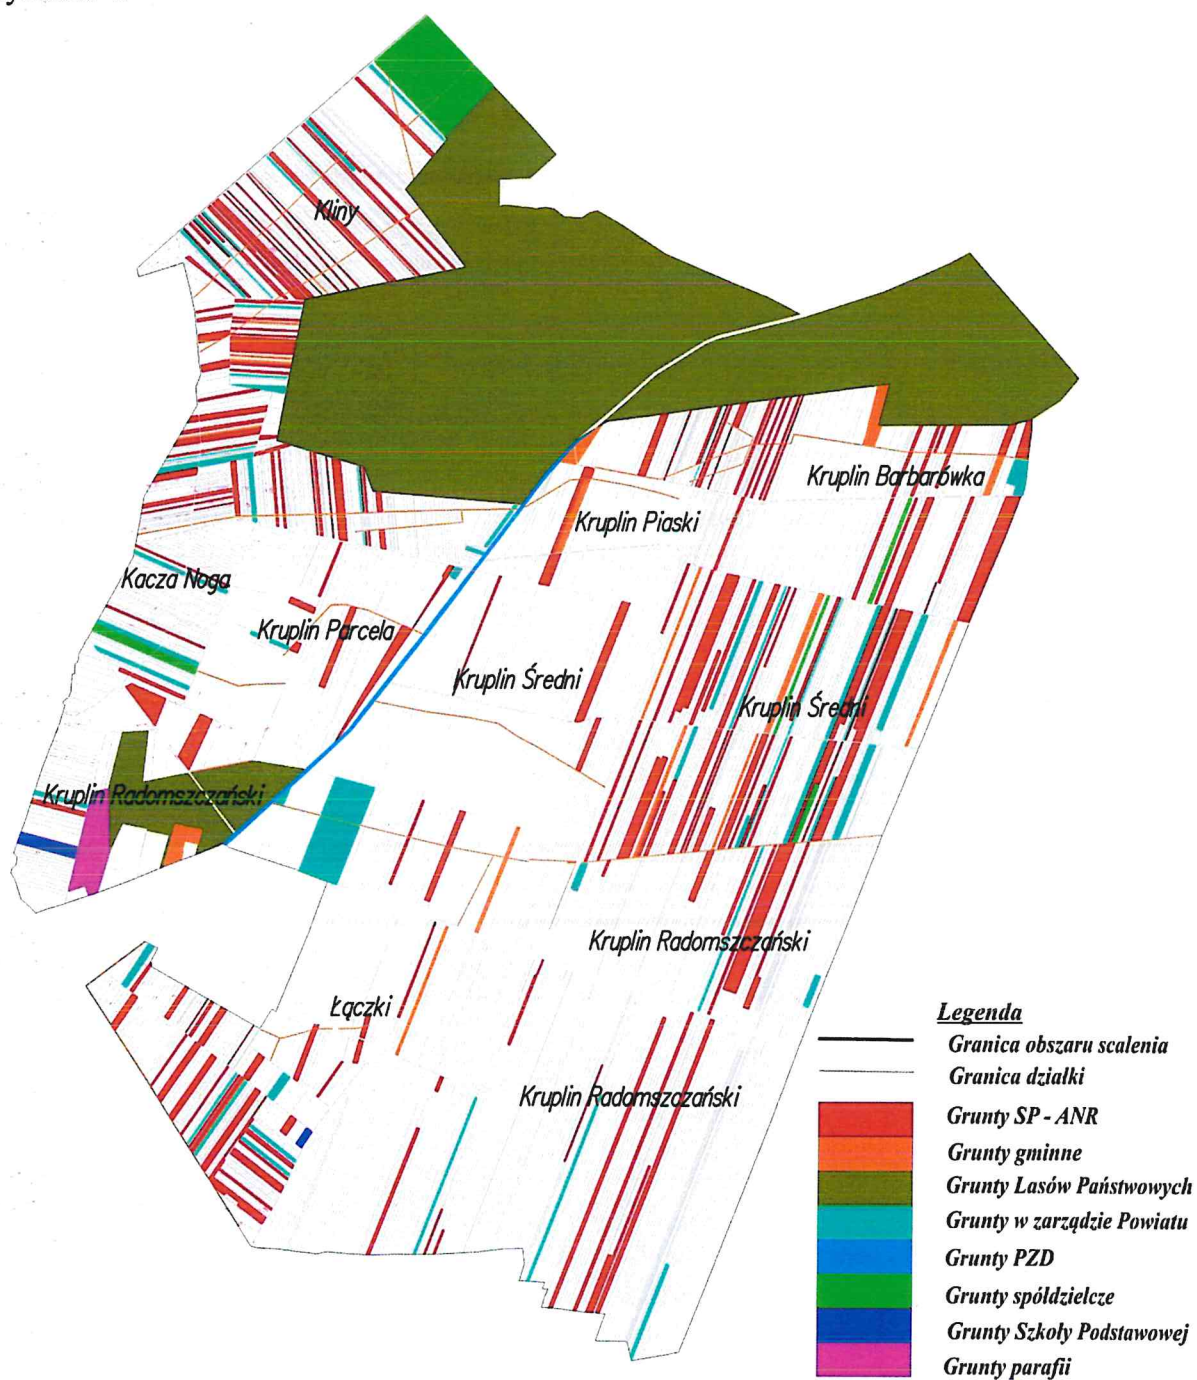 Kliny
Kruplin Barbarówka
Kruplin Piaski
Kacza Noga
Kruplin Parcela
Kruplin Średni
Kruplin Średni
Kruplin Radomszczański
Kruplin Radomszczański
Łączki
Kruplin Radomszczański
Legenda
Granica obszaru scalenia
Granica działki
Grunty SP - ANR
Grunty gminne
Grunty Lasów Państwowych
Grunty w zarządzie Powiatu
Grunty PZD
Grunty spółdzielcze
Grunty Szkoły Podstawowej
Grunty parafii